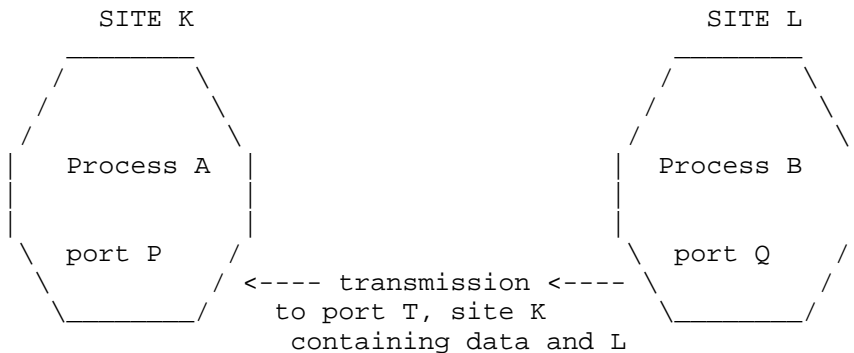 SITE K SITE L
Process A Process B
port P port Q
<---- transmission <----
to port T, site K
containing data and L